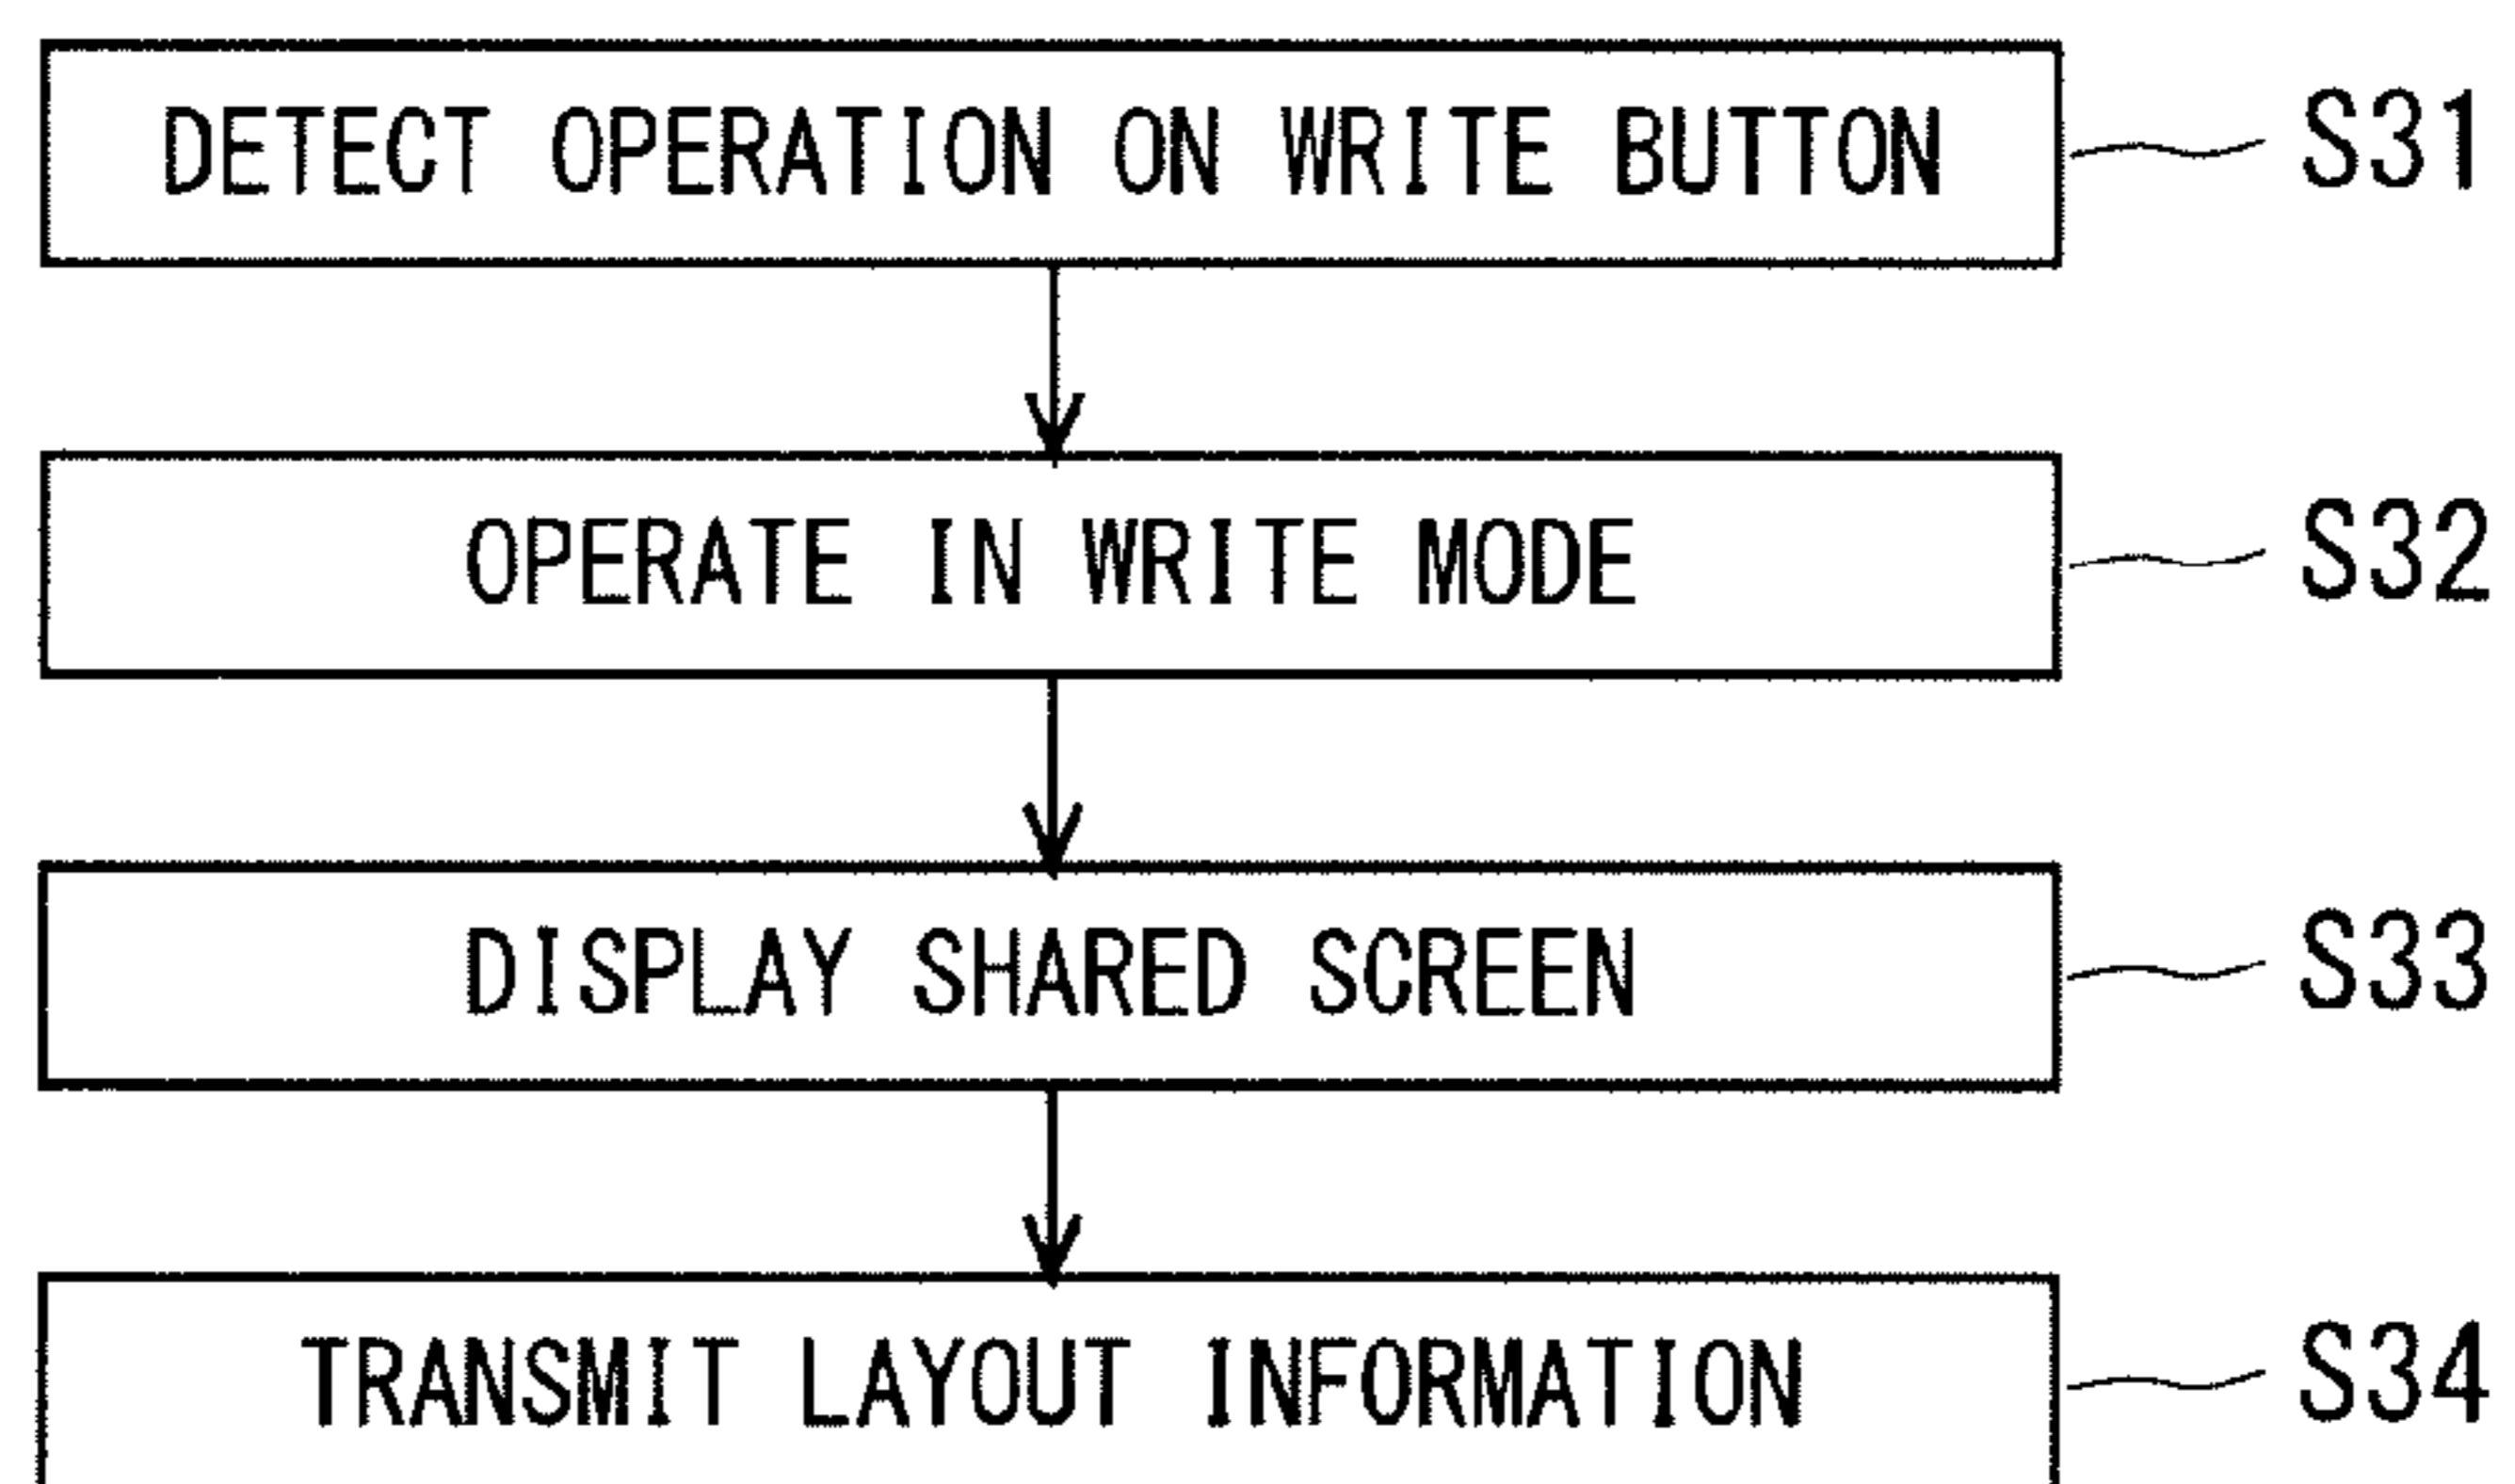 DETECT OPERATION ON WRITE BUTTON S31
OPERATE IN WRITE MODE S32
DISPLAY SHARED SCREEN S33
TRANSMIT LAYOUT INFORMATION S34